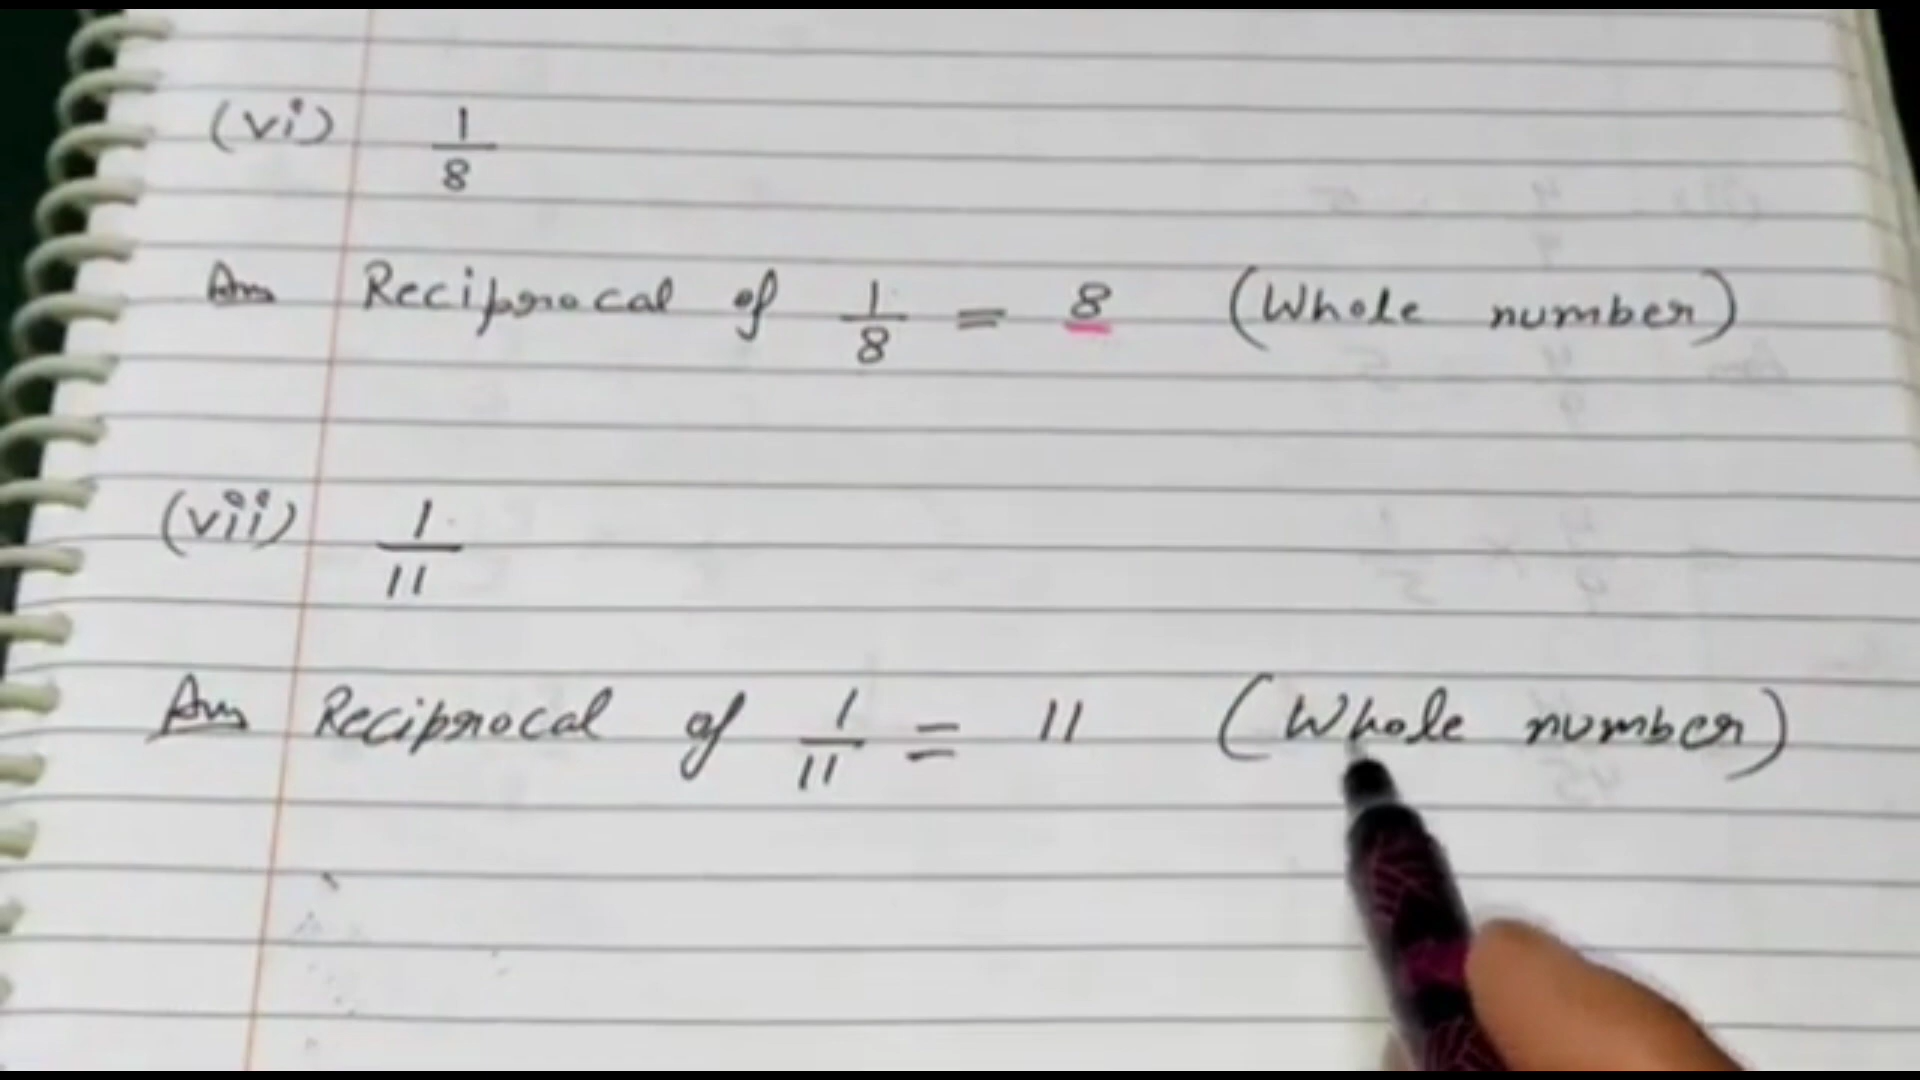 (vi) 1/8
Ans Reciprocal of 1/8 = 8 (Whole number)
(vii) 1/11
Ans Reciprocal of 1/11 = 11 (Whole number)